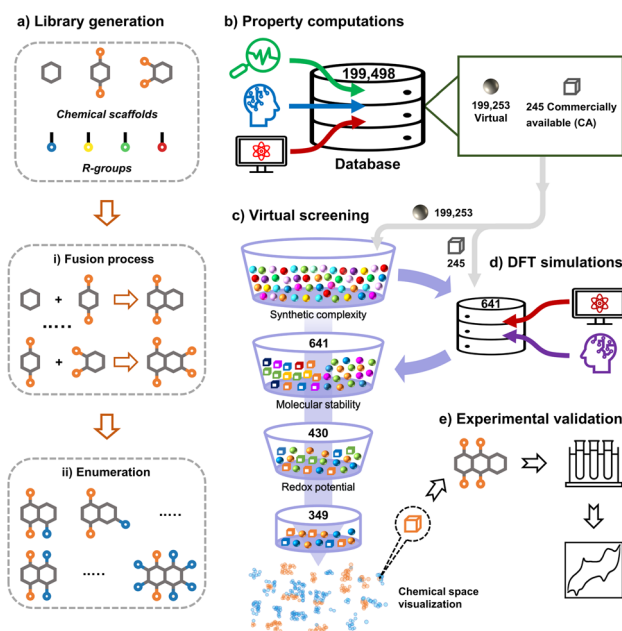 a) Library generation
Chemical scaffolds
R-groups
i) Fusion process
+
.....
+
ii) Enumeration
.....
.....
b) Property computations
199,498
Database
199,253
Virtual
245 Commercially
available (CA)
199,253
245
c) Virtual screening
Synthetic complexity
641
Molecular stability
430
Redox potential
349
Chemical space
visualization
d) DFT simulations
641
e) Experimental validation